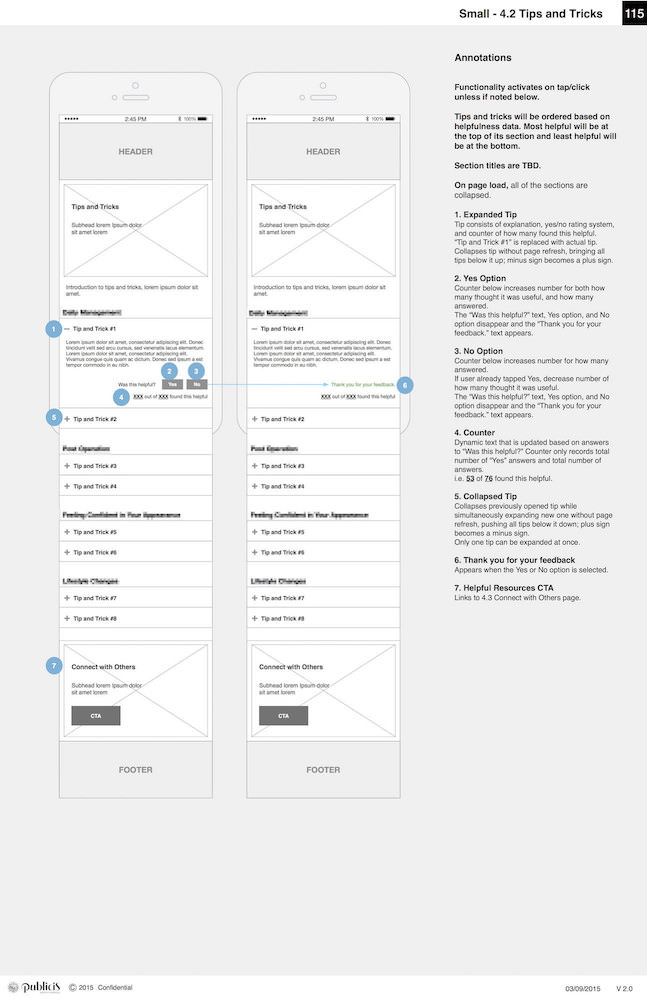 Small - 4.2 Tips and Tricks
115
2:45 PM
100%
HEADER
Tips and Tricks
Subhead lorem Ipsum dolor
sit amet lorem
Introduction to tips and tricks, lorem ipsum dolor sit
amet.
Daily Management
1
Tip and Trick #1
Lorem ipsum dolor sit amet, consectetur adipiscing elit. Donec
tincidunt velit sed arcu cursus, sed venenatis lacus elementum.
Lorem ipsum dolor sit amet, consectetur adipiscing elit.
Vivamus congue quis quam ac dictum. Donec sed ipsum a est
tempor commodo in eu nibh.
2
3
Was this helpful?
Yes
No
4
XXX out of XXX found this helpful
5
Tip and Trick #2
Post Operation
Tip and Trick #3
Tip and Trick #4
Feeling Confident in Your Appearance
Tip and Trick #5
Tip and Trick #6
Lifestyle Changes
Tip and Trick #7
Tip and Trick #8
7
Connect with Others
Subhead lorem Ipsum dolor
sit amet lorem
CTA
FOOTER
2:45 PM
100%
HEADER
Tips and Tricks
Subhead lorem Ipsum dolor
sit amet lorem
Introduction to tips and tricks, lorem ipsum dolor sit
amet.
Daily Management
Tip and Trick #1
Lorem ipsum dolor sit amet, consectetur adipiscing elit. Donec
tincidunt velit sed arcu cursus, sed venenatis lacus elementum.
Lorem ipsum dolor sit amet, consectetur adipiscing elit.
Vivamus congue quis quam ac dictum. Donec sed ipsum a est
tempor commodo in eu nibh.
Thank you for your feedback.
6
XXX out of XXX found this helpful
Tip and Trick #2
Post Operation
Tip and Trick #3
Tip and Trick #4
Feeling Confident in Your Appearance
Tip and Trick #5
Tip and Trick #6
Lifestyle Changes
Tip and Trick #7
Tip and Trick #8
Connect with Others
Subhead lorem Ipsum dolor
sit amet lorem
CTA
FOOTER
Annotations
Functionality activates on tap/click
unless if noted below.
Tips and tricks will be ordered based on
helpfulness data. Most helpful will be at
the top of its section and least helpful will
be at the bottom.
Section titles are TBD.
On page load, all of the sections are
collapsed.
1. Expanded Tip
Tip consists of explanation, yes/no rating system,
and counter of how many found this helpful.
"Tip and Trick #1" is replaced with actual tip.
Collapses tip without page refresh, bringing all
tips below it up; minus sign becomes a plus sign.
2. Yes Option
Counter below increases number for both how
many thought it was useful, and how many
answered.
The "Was this helpful?" text, Yes option, and No
option disappear and the "Thank you for your
feedback." text appears.
3. No Option
Counter below increases number for how many
answered.
If user already tapped Yes, decrease number of
how many thought it was useful.
The "Was this helpful?" text, Yes option, and No
option disappear and the "Thank you for your
feedback." text appears.
4. Counter
Dynamic text that is updated based on answers
to "Was this helpful?" Counter only records total
number of "Yes" answers and total number of
answers.
i.e. 53 of 76 found this helpful.
5. Collapsed Tip
Collapses previously opened tip while
simultaneously expanding new one without page
refresh, pushing all tips below it down; plus sign
becomes a minus sign.
Only one tip can be expanded at once.
6. Thank you for your feedback
Appears when the Yes or No option is selected.
7. Helpful Resources CTA
Links to 4.3 Connect with Others page.
publicis
© 2015 Confidential
03/09/2015
V 2.0